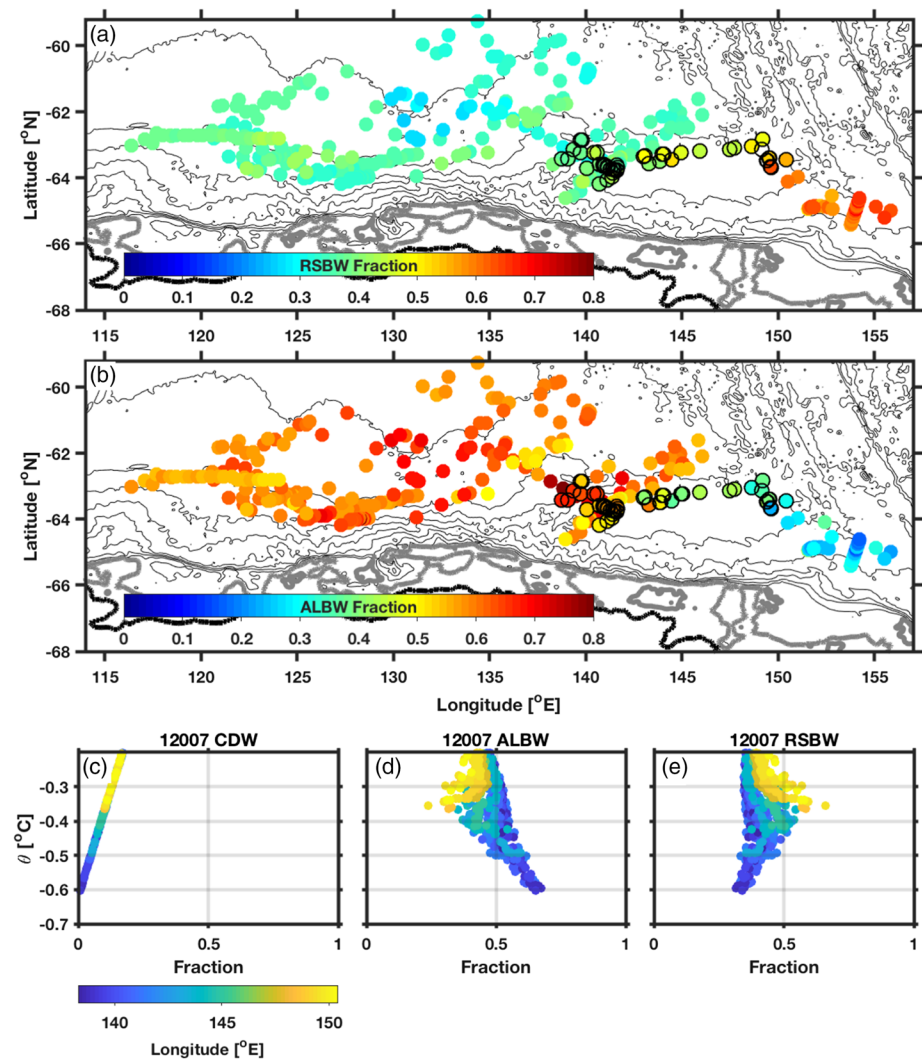 (a)
-60
-62
-64
-66
-68
Latitude [°N]
RSBW Fraction
0 0.1 0.2 0.3 0.4 0.5 0.6 0.7 0.8
115 120 125 130 135 140 145 150 155
(b)
-60
-62
-64
-66
-68
Latitude [°N]
ALBW Fraction
0 0.1 0.2 0.3 0.4 0.5 0.6 0.7 0.8
115 120 125 130 135 140 145 150 155
Longitude [°E]
12007 CDW 12007 ALBW 12007 RSBW
(c) (d) (e)
-0.3
-0.4
-0.5
-0.6
-0.7
θ [°C]
0 0.5 1 0 0.5 1 0 0.5 1
Fraction Fraction Fraction
140 145 150
Longitude [°E]